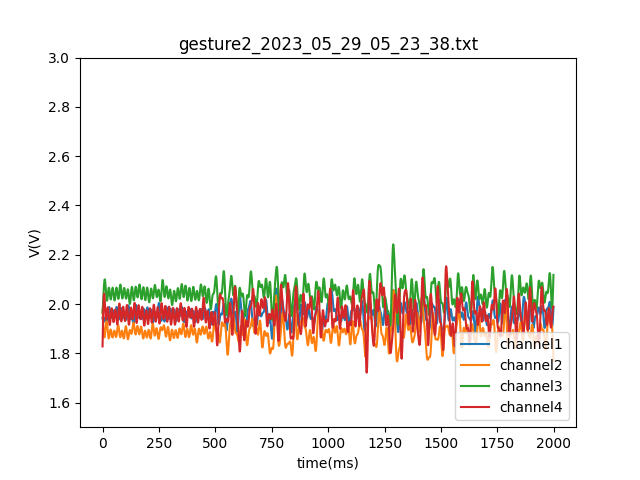 gesture2_2023_05_29_05_23_38.txt
3.0
2.8
2.6
2.4
2.2
2.0
1.8
1.6
V(V)
channel1
channel2
channel3
channel4
0 250 500 750 1000 1250 1500 1750 2000
time(ms)